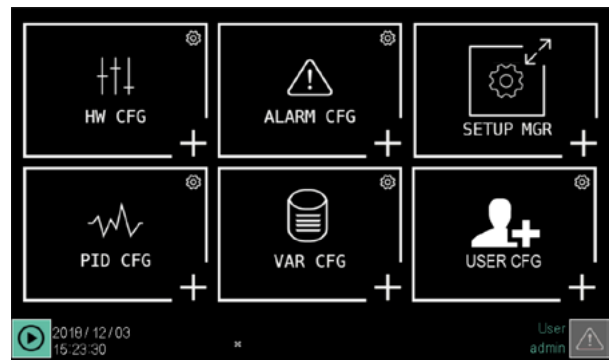 HW CFG
ALARM CFG
SETUP MGR
PID CFG
VAR CFG
USER CFG
2018/12/03
15:23:30
User
admin